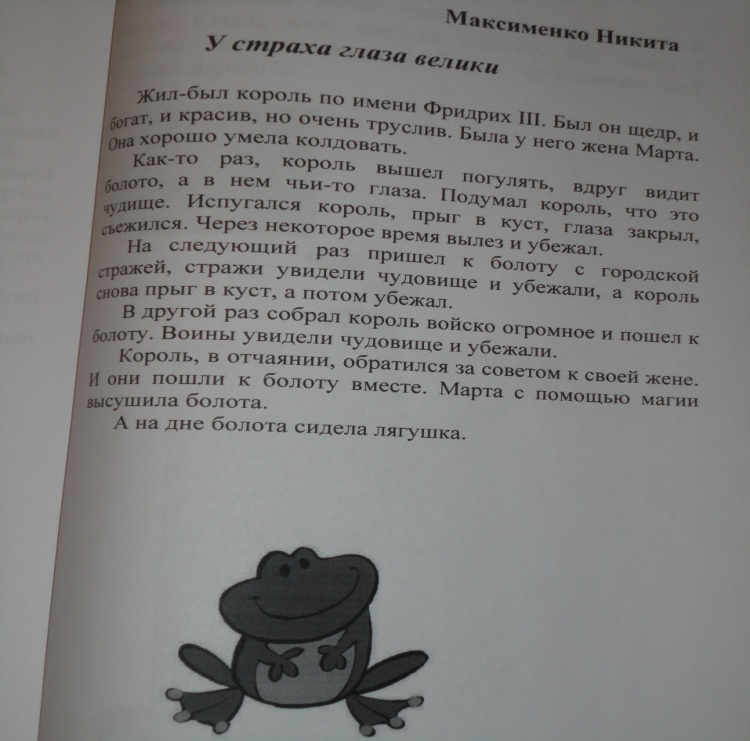 Максименко Никита
У страха глаза велики
Жил-был король по имени Фридрих III. Был он щедр, и
богат, и красив, но очень труслив. Была у него жена Марта.
Она хорошо умела колдовать.
Как-то раз, король вышел погулять, вдруг видит
болото, а в нем чьи-то глаза. Подумал король, что это
чудище. Испугался король, прыг в куст, глаза закрыл,
съежился. Через некоторое время вылез и убежал.
На следующий раз пришел к болоту с городской
стражей, стражи увидели чудовище и убежали, а король
снова прыг в куст, а потом убежал.
В другой раз собрал король войско огромное и пошел к
болоту. Воины увидели чудовище и убежали.
Король, в отчаянии, обратился за советом к своей жене.
И они пошли к болоту вместе. Марта с помощью магии
высушила болота.
А на дне болота сидела лягушка.